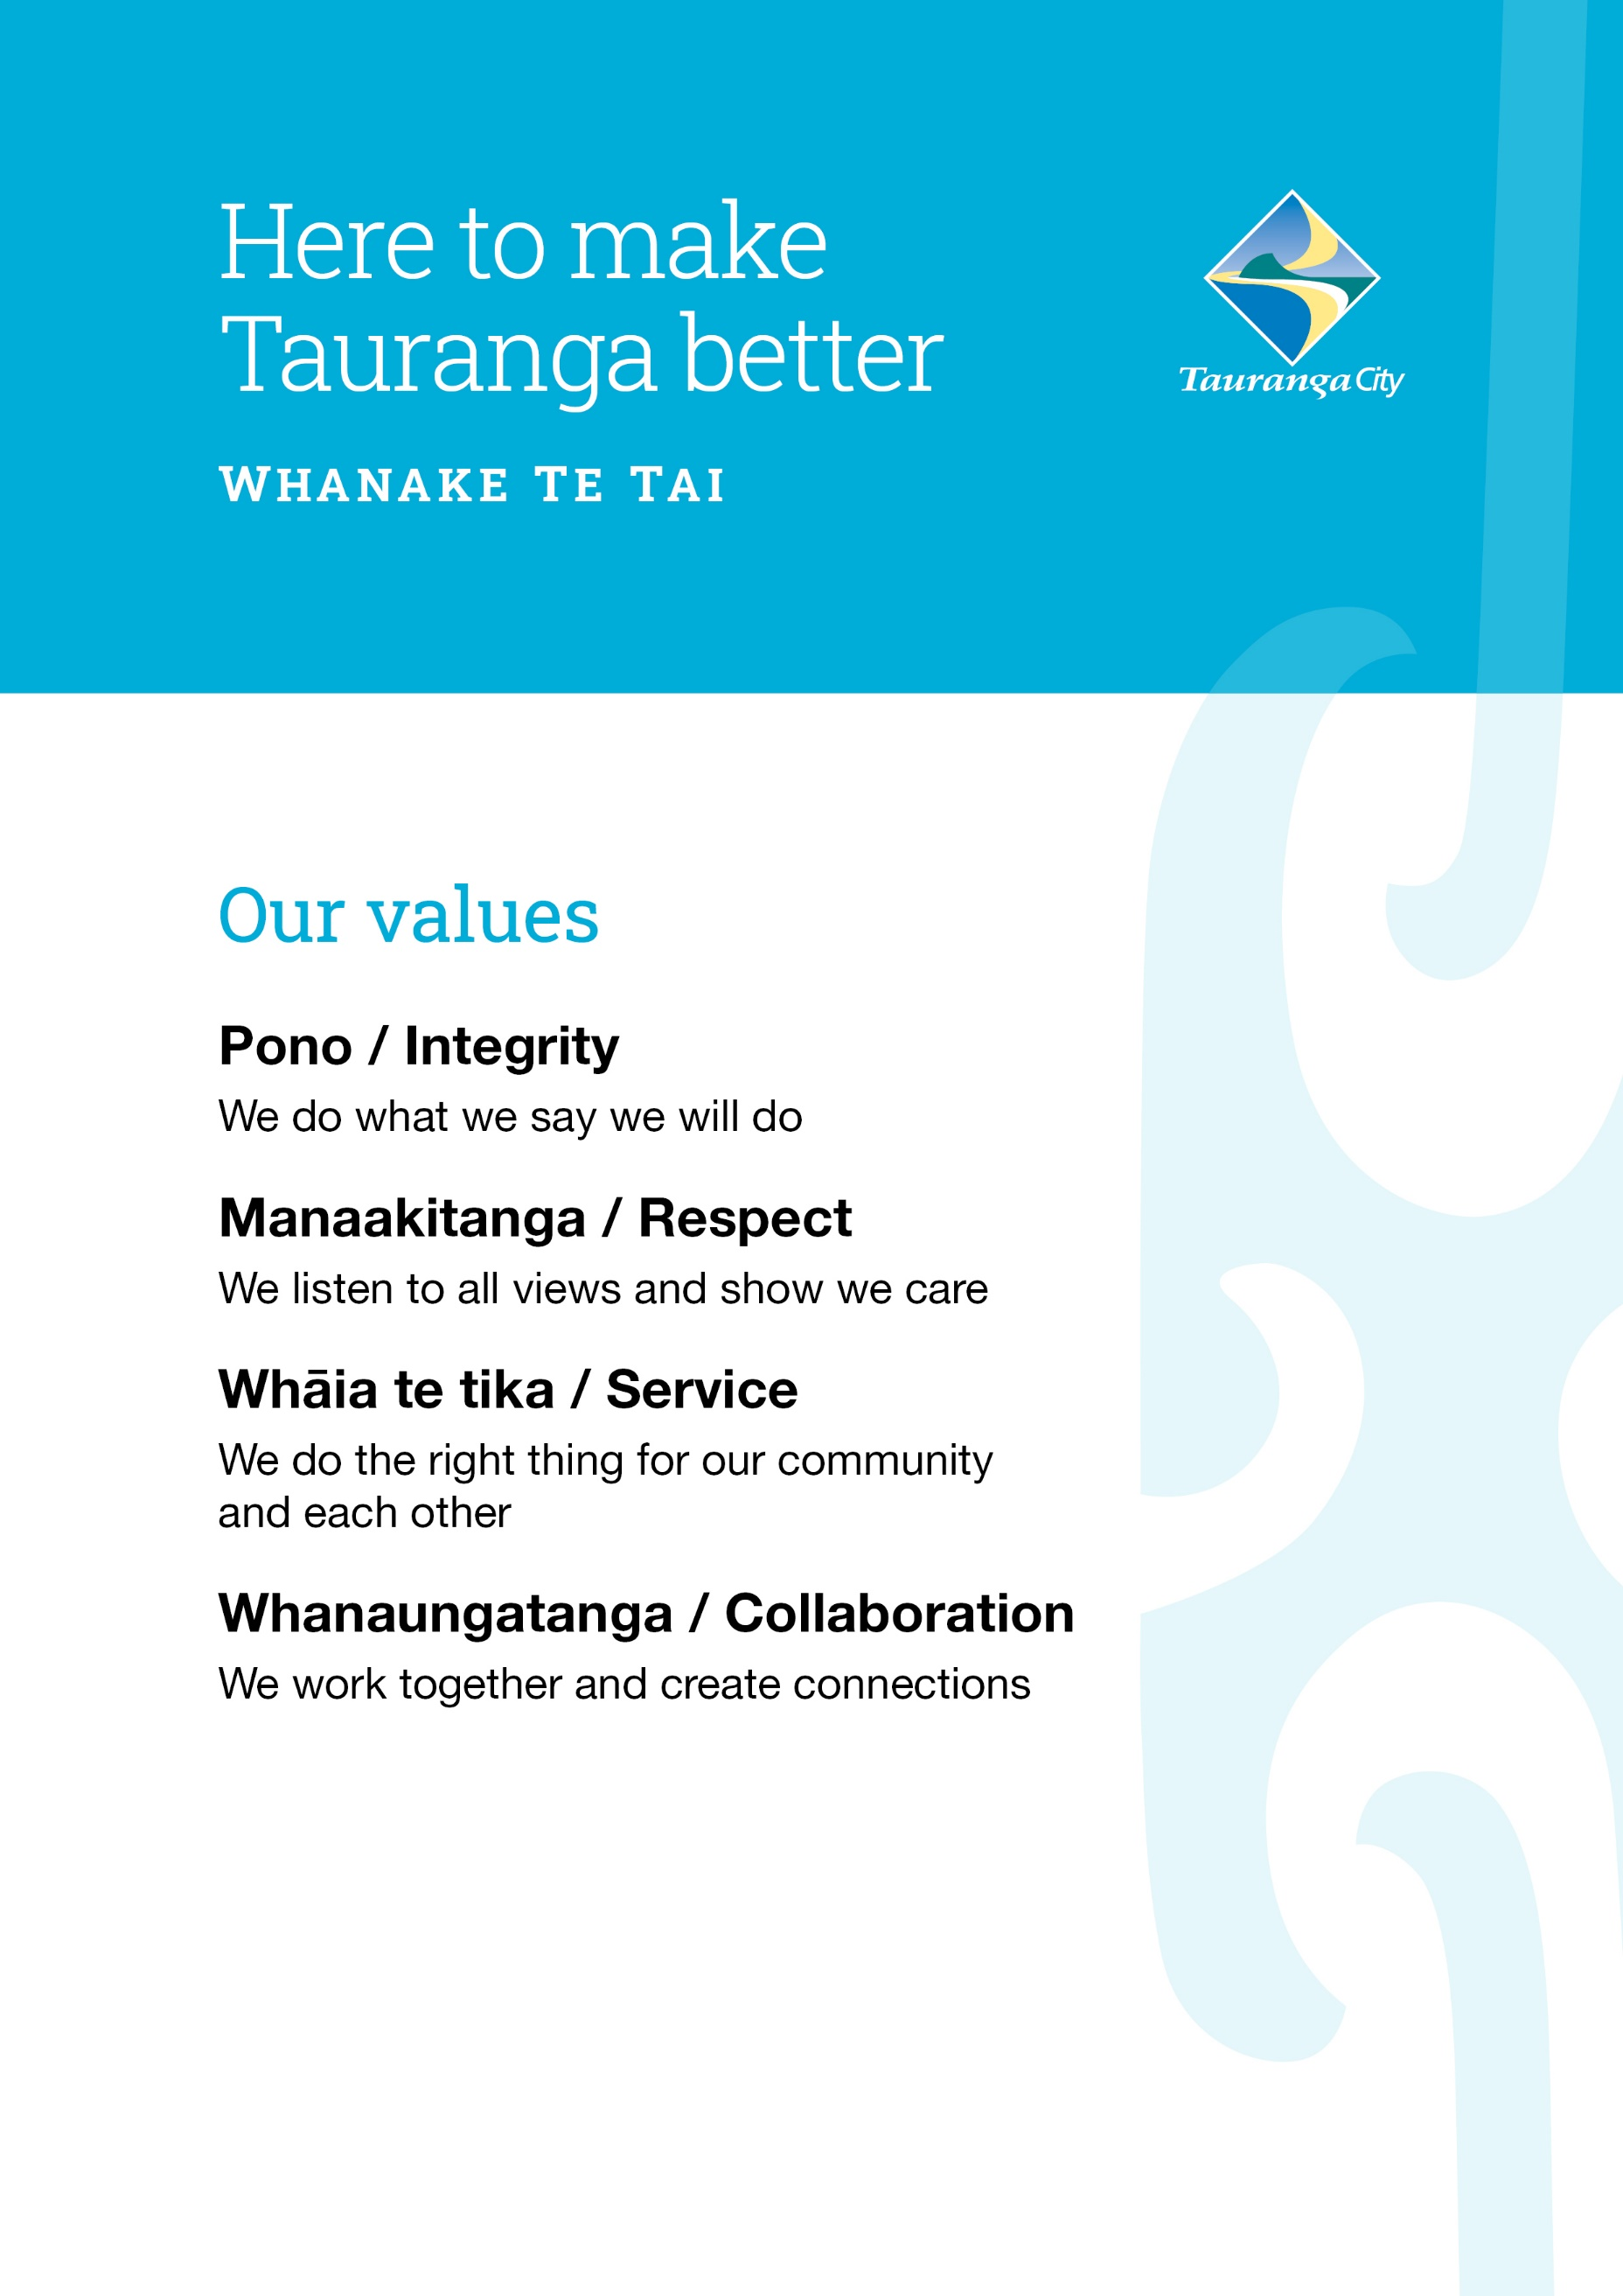 Here to make
Tauranga better
WHANAKE TE TAI
Tauranga City
Our values
Pono / Integrity
We do what we say we will do
Manaakitanga / Respect
We listen to all views and show we care
Whāia te tika / Service
We do the right thing for our community
and each other
Whanaungatanga / Collaboration
We work together and create connections